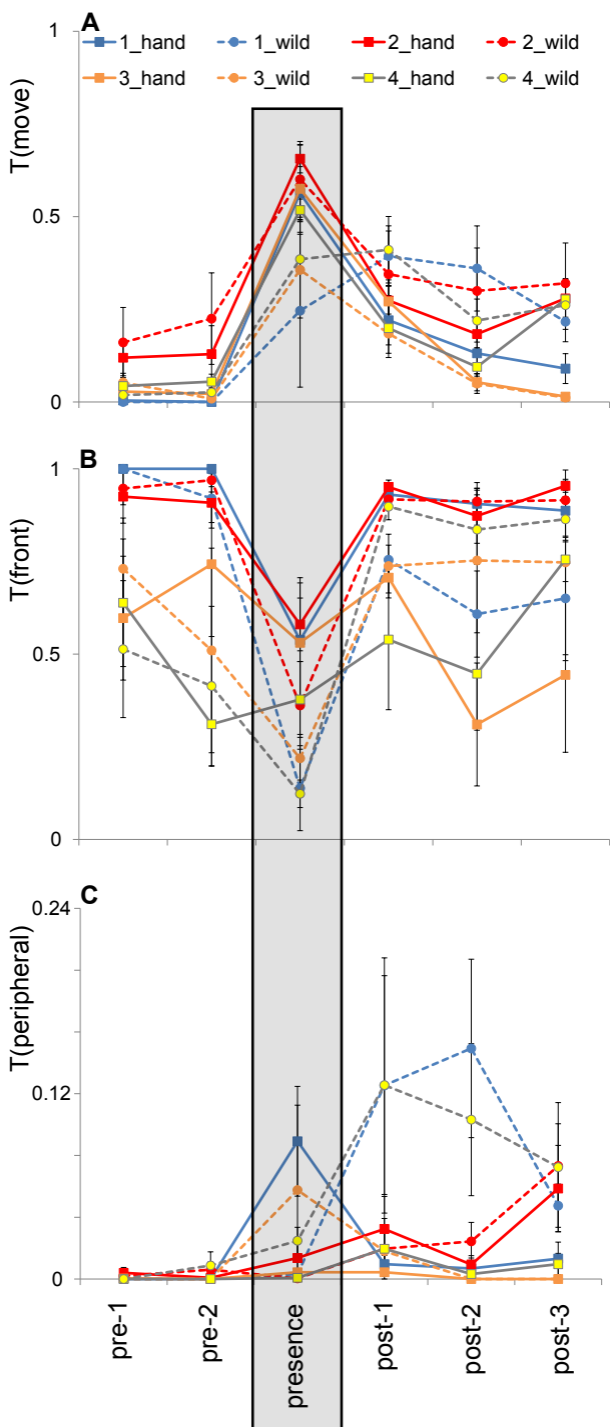 A
1
T(move)
1_hand 1_wild 2_hand 2_wild
3_hand 3_wild 4_hand 4_wild
0.5
0
B
1
T(front)
0.5
0
C
0.24
T(peripheral)
0.12
0
pre-1 pre-2 presence post-1 post-2 post-3